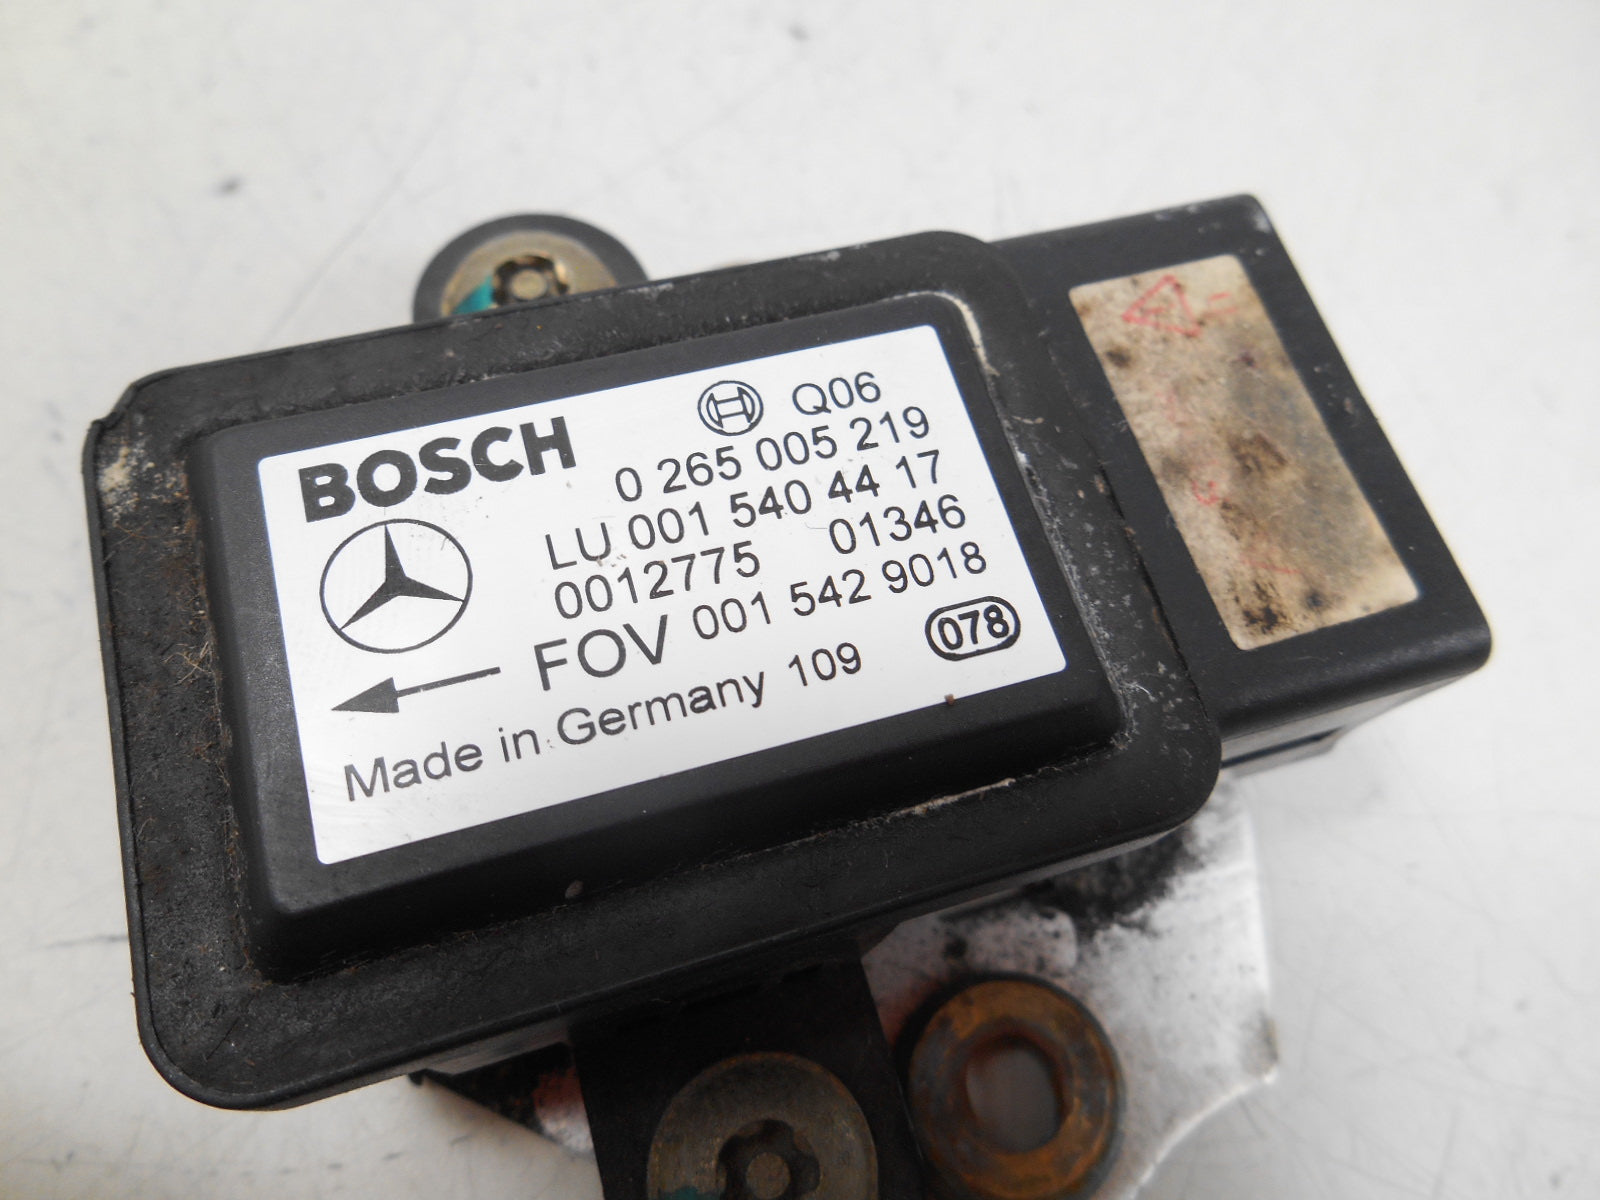 BOSCH Q06
0 265 005 219
LU 001 540 44 17
0012775 01346
FOV 001 542 9018
Made in Germany 109 078